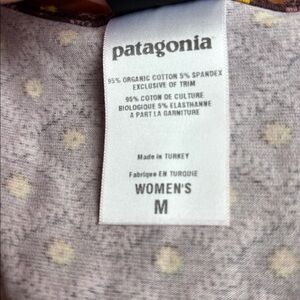 patagonia
95% ORGANIC COTTON 5% SPANDEX
EXCLUSIVE OF TRIM
95% COTON DE CULTURE
BIOLOGIQUE 5% ELASTHANNE
A PART LA GARNITURE
Made in TURKEY
Fabriqué EN TURQUIE
WOMEN'S
M